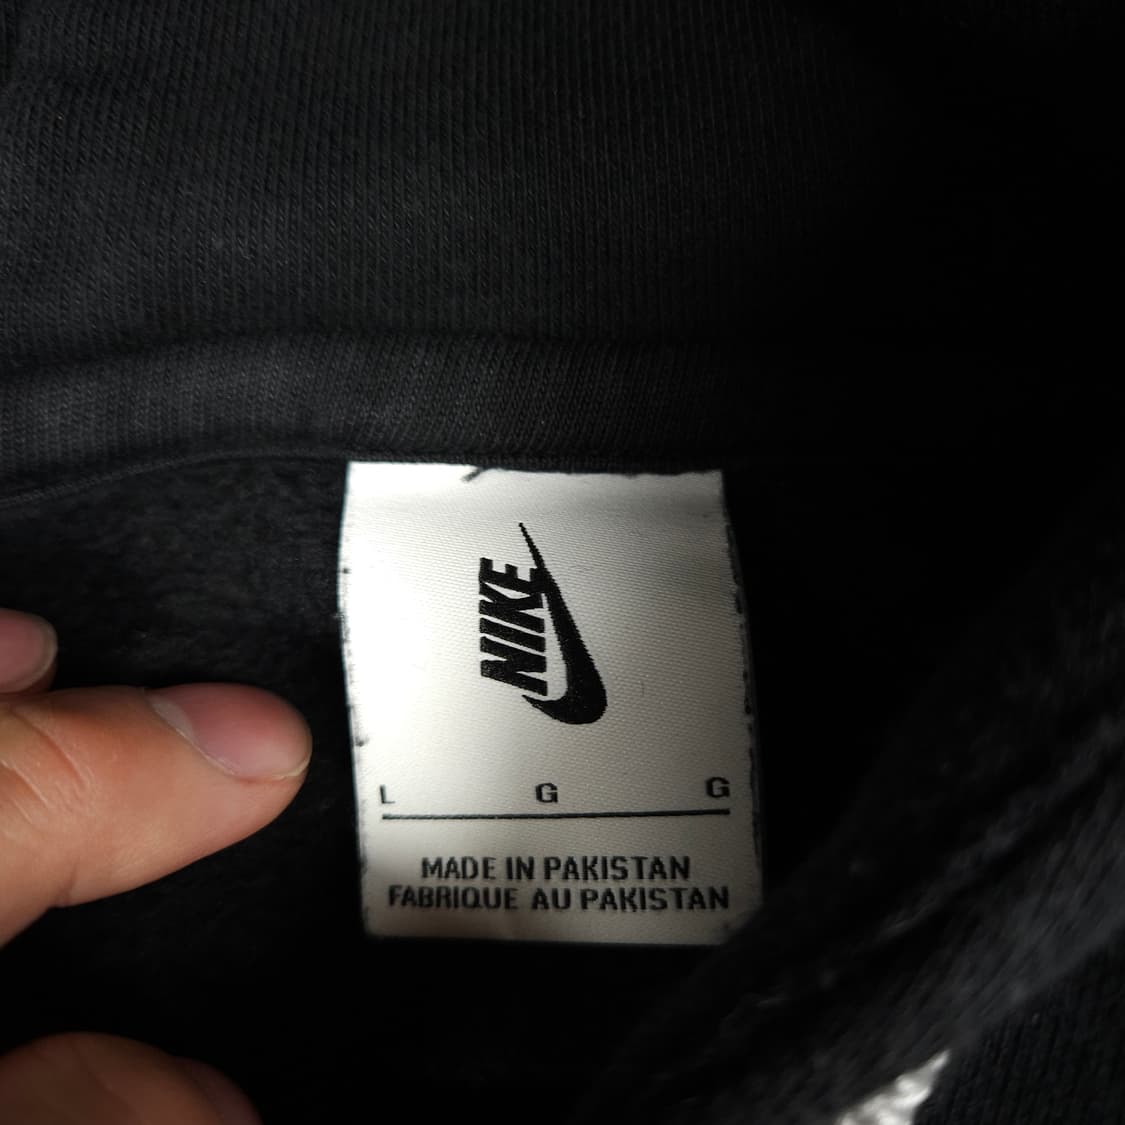 NIKE
L G G
MADE IN PAKISTAN
FABRIQUE AU PAKISTAN